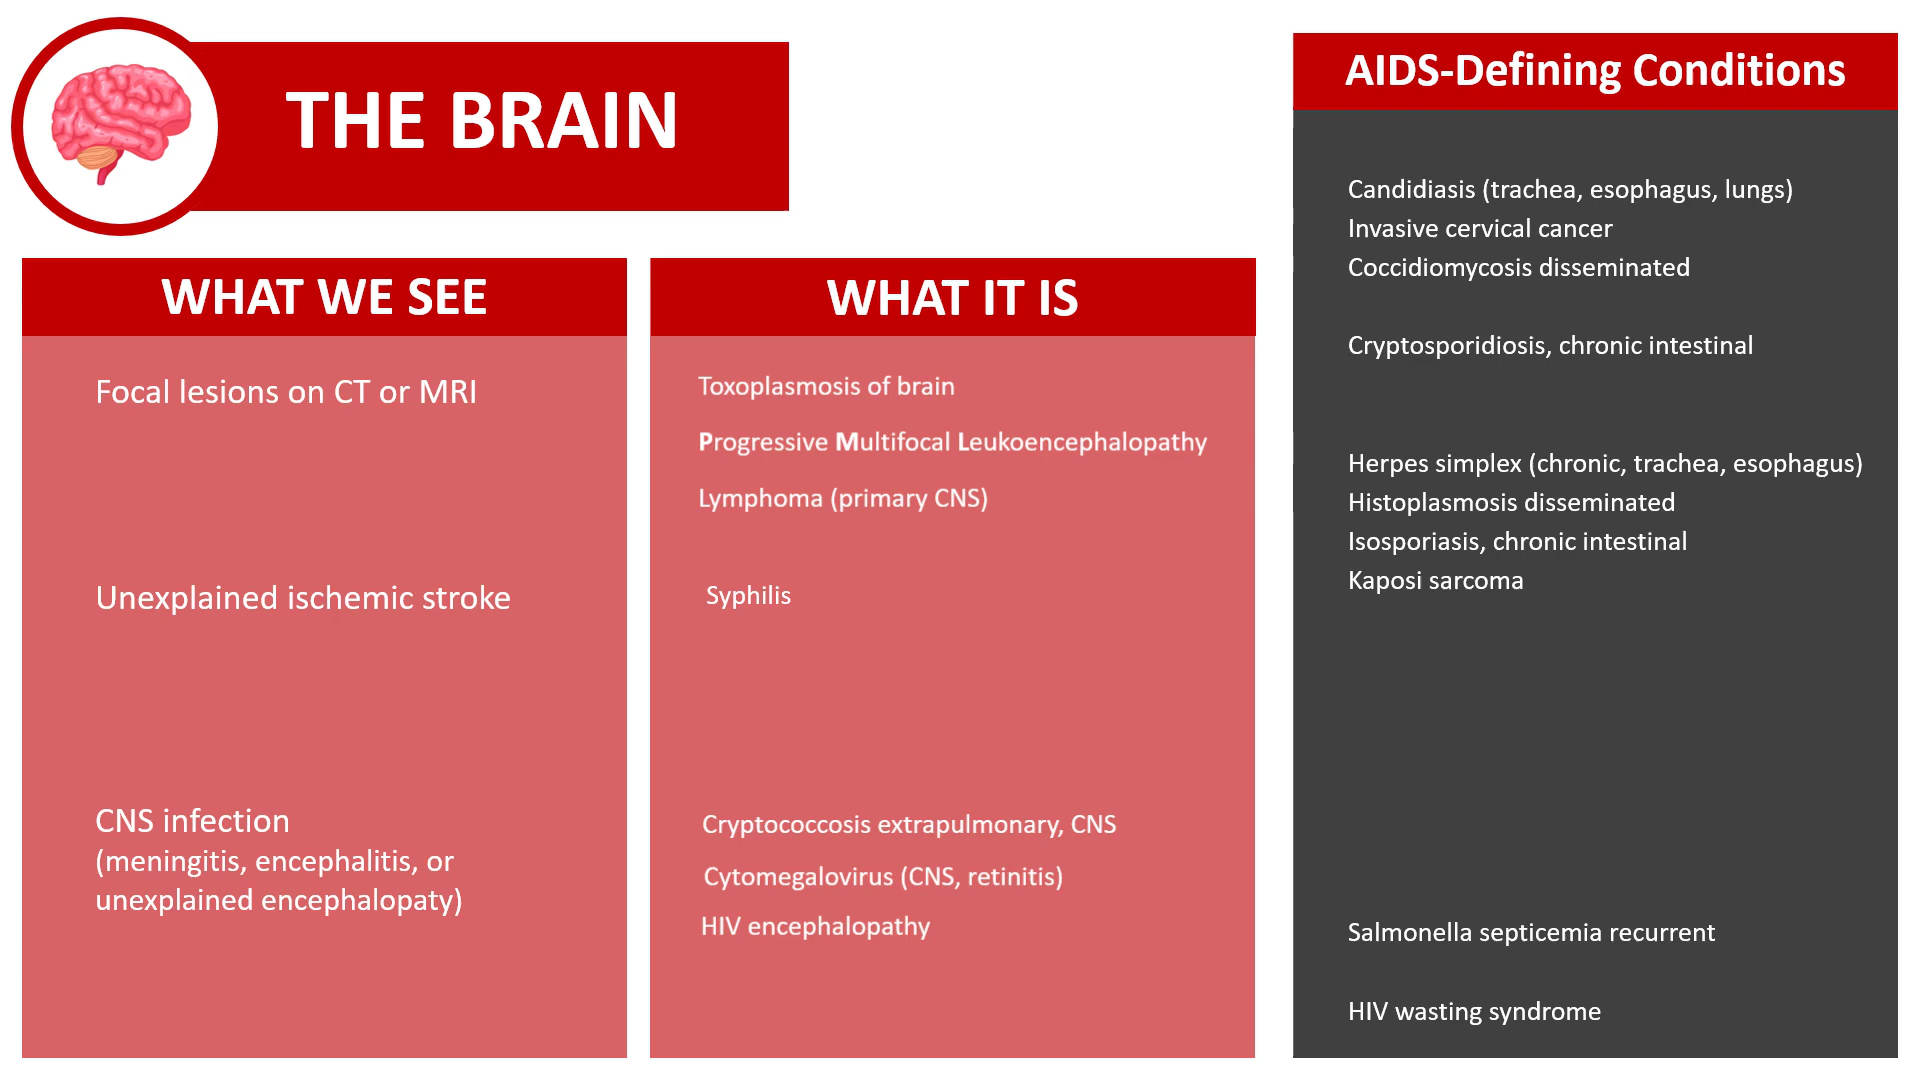 THE BRAIN
WHAT WE SEE
Focal lesions on CT or MRI
Unexplained ischemic stroke
CNS infection
(meningitis, encephalitis, or
unexplained encephalopaty)
WHAT IT IS
Toxoplasmosis of brain
Progressive Multifocal Leukoencephalopathy
Lymphoma (primary CNS)
Syphilis
Cryptococcosis extrapulmonary, CNS
Cytomegalovirus (CNS, retinitis)
HIV encephalopathy
AIDS-Defining Conditions
Candidiasis (trachea, esophagus, lungs)
Invasive cervical cancer
Coccidiomycosis disseminated
Cryptosporidiosis, chronic intestinal
Herpes simplex (chronic, trachea, esophagus)
Histoplasmosis disseminated
Isosporiasis, chronic intestinal
Kaposi sarcoma
Salmonella septicemia recurrent
HIV wasting syndrome